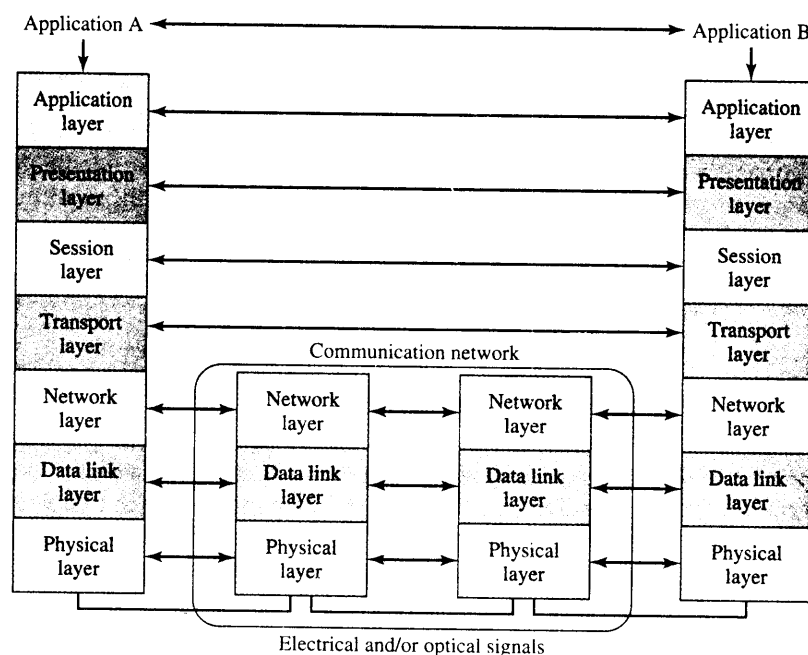 Application A
Application B
Application
layer
Presentation
layer
Session
layer
Transport
layer
Network
layer
Data link
layer
Physical
layer
Communication network
Network
layer
Data link
layer
Physical
layer
Network
layer
Data link
layer
Physical
layer
Application
layer
Presentation
layer
Session
layer
Transport
layer
Network
layer
Data link
layer
Physical
layer
Electrical and/or optical signals